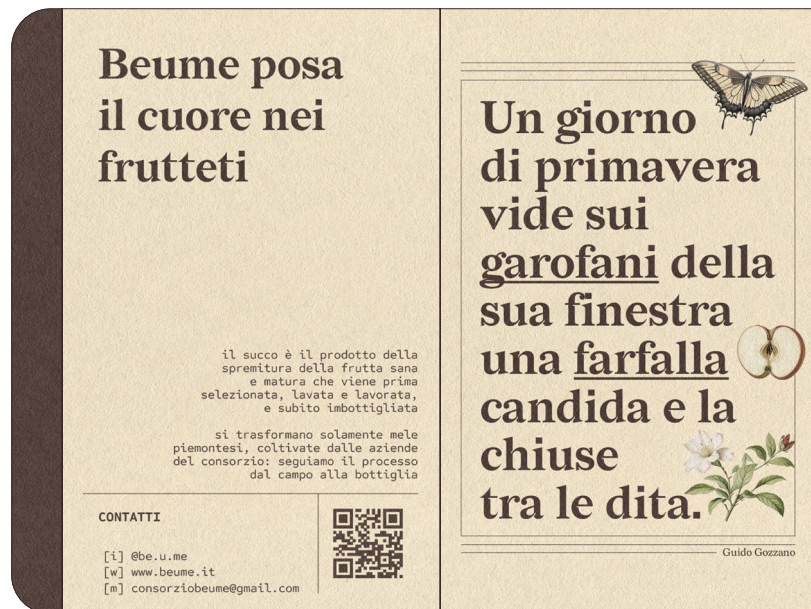 Beume posa
il cuore nei
frutteti
il succo è il prodotto della
spremitura della frutta sana
e matura che viene prima
selezionata, lavata e lavorata,
e subito imbottigliata
si trasformano solamente mele
piemontesi, coltivate dalle aziende
del consorzio: seguiamo il processo
dal campo alla bottiglia
CONTATTI
[i] @be.u.me
[w] www.beume.it
[m] consorziobeume@gmail.com
Un giorno
di primavera
vide sui
garofani della
sua finestra
una farfalla
candida e la
chiuse
tra le dita.
Guido Gozzano